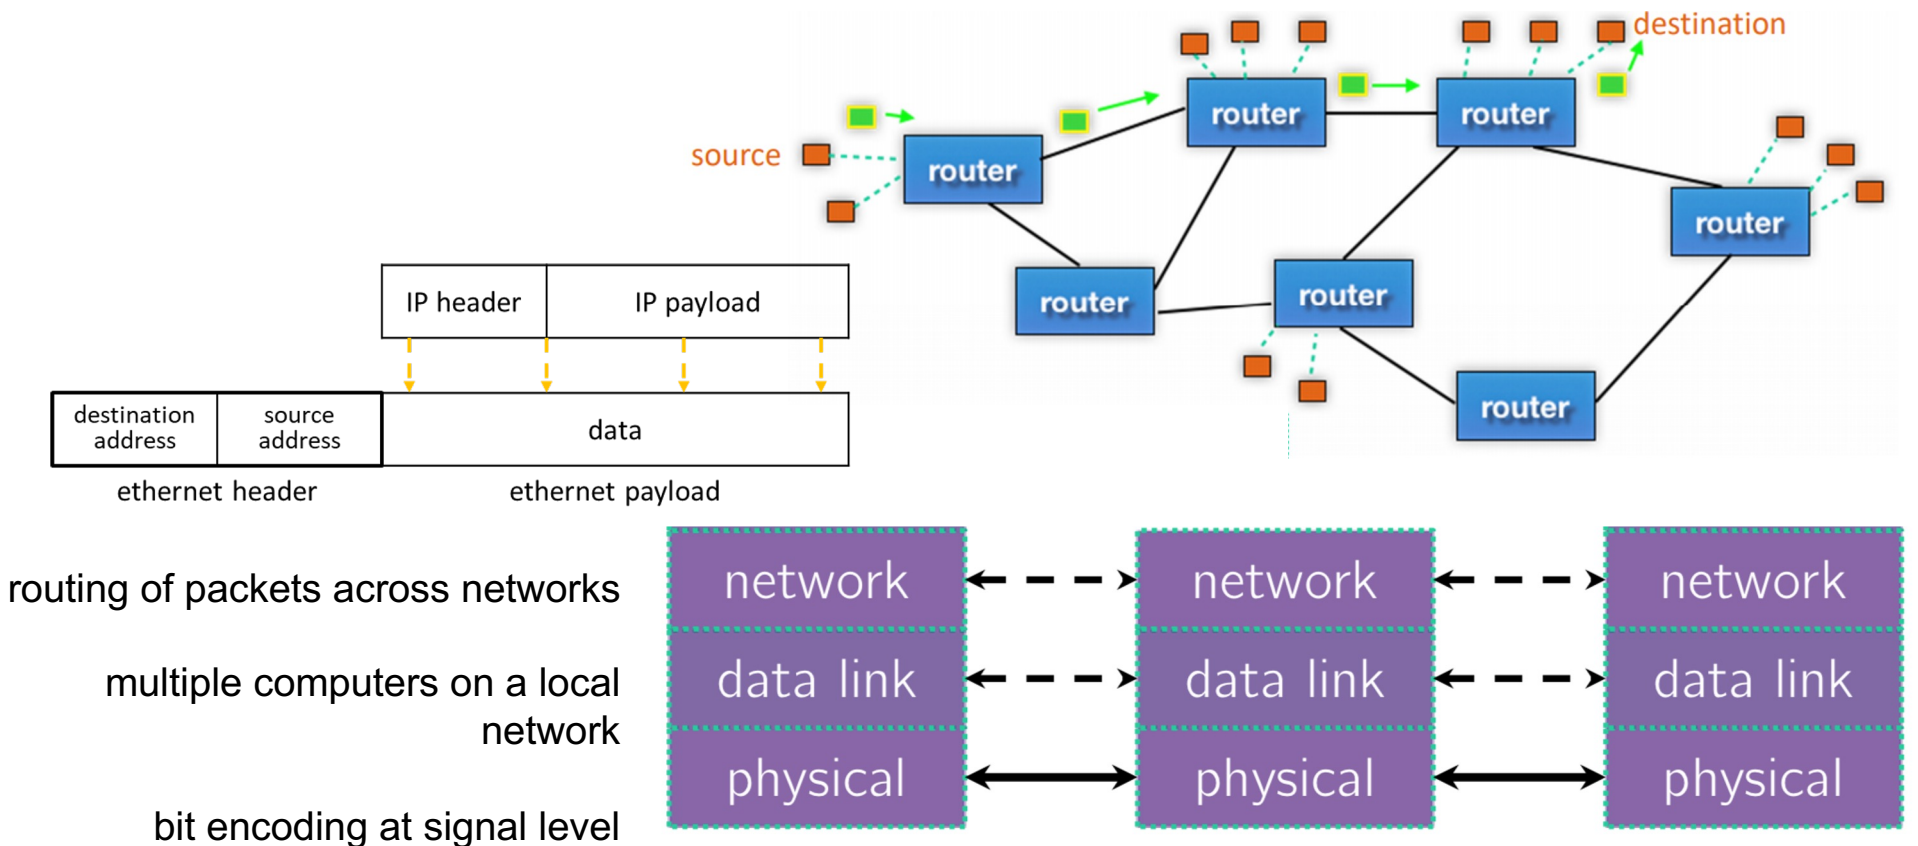 destination
router
router
source
router
router
router
router
router
IP header
IP payload
destination
address
source
address
data
ethernet header
ethernet payload
routing of packets across networks
network
network
network
multiple computers on a local
network
data link
data link
data link
physical
physical
physical
bit encoding at signal level